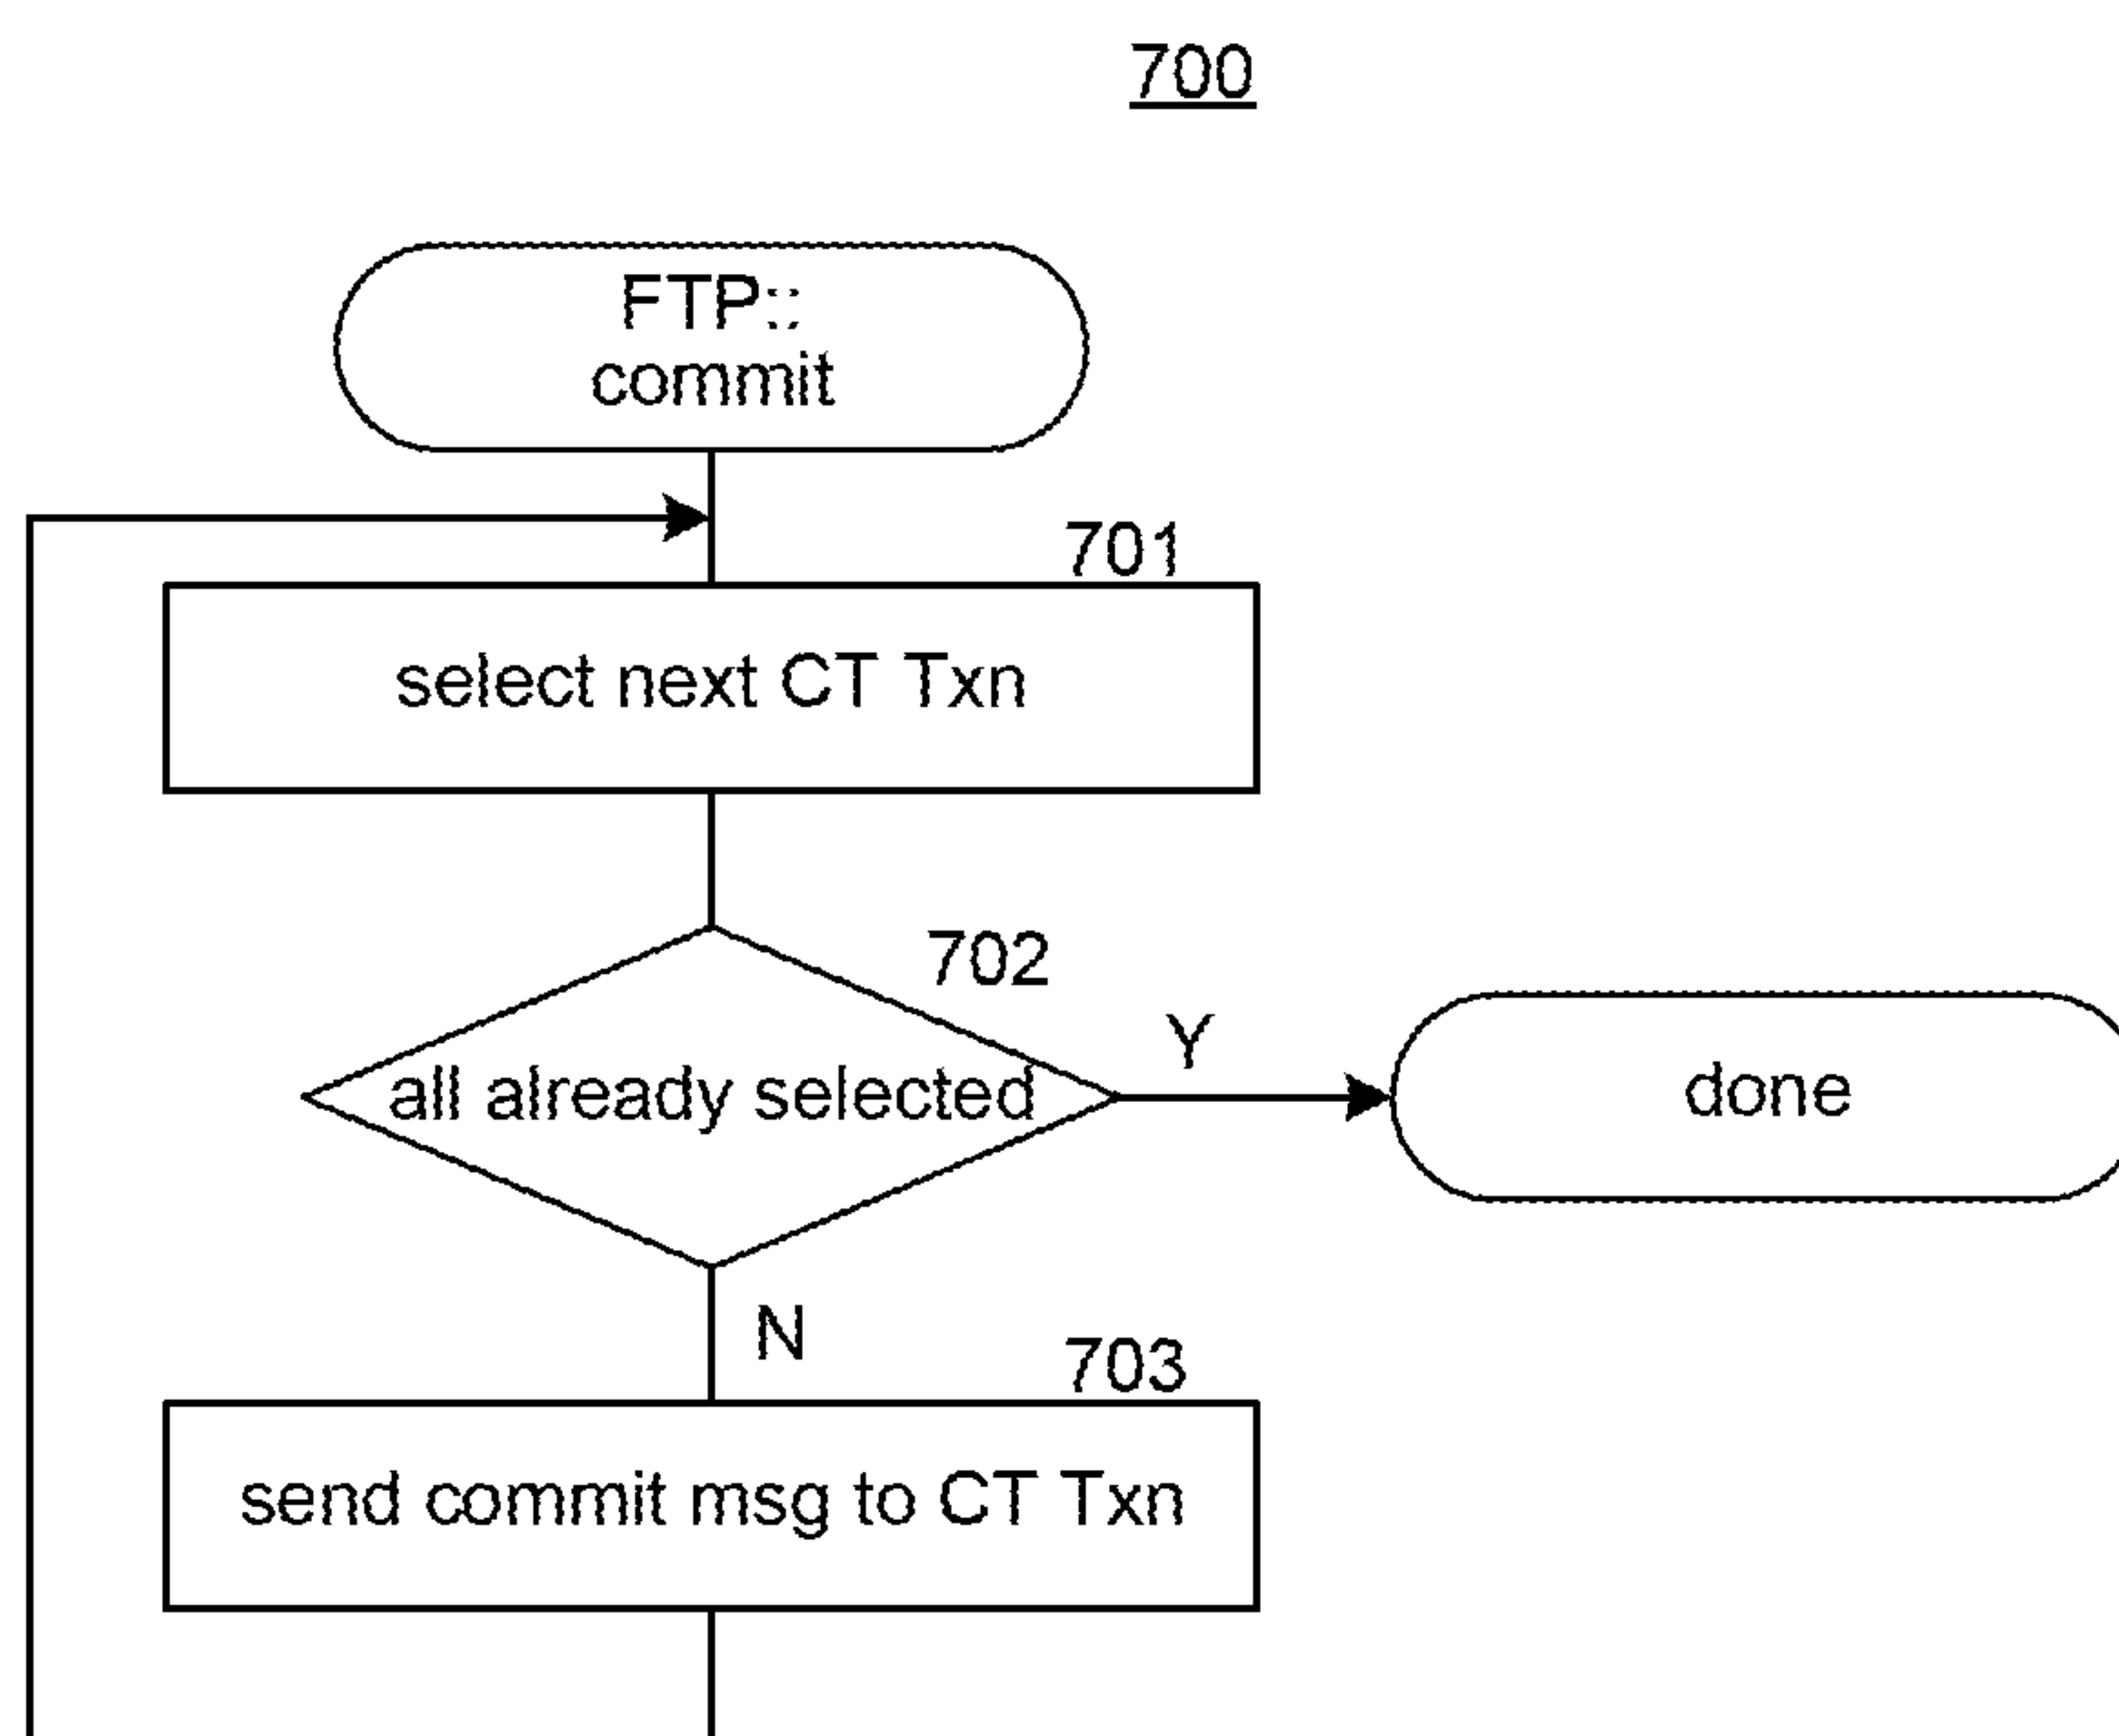 700
FTP::
commit
701
select next CT Txn
702
all already selected
Y
done
N
703
send commit msg to CT Txn